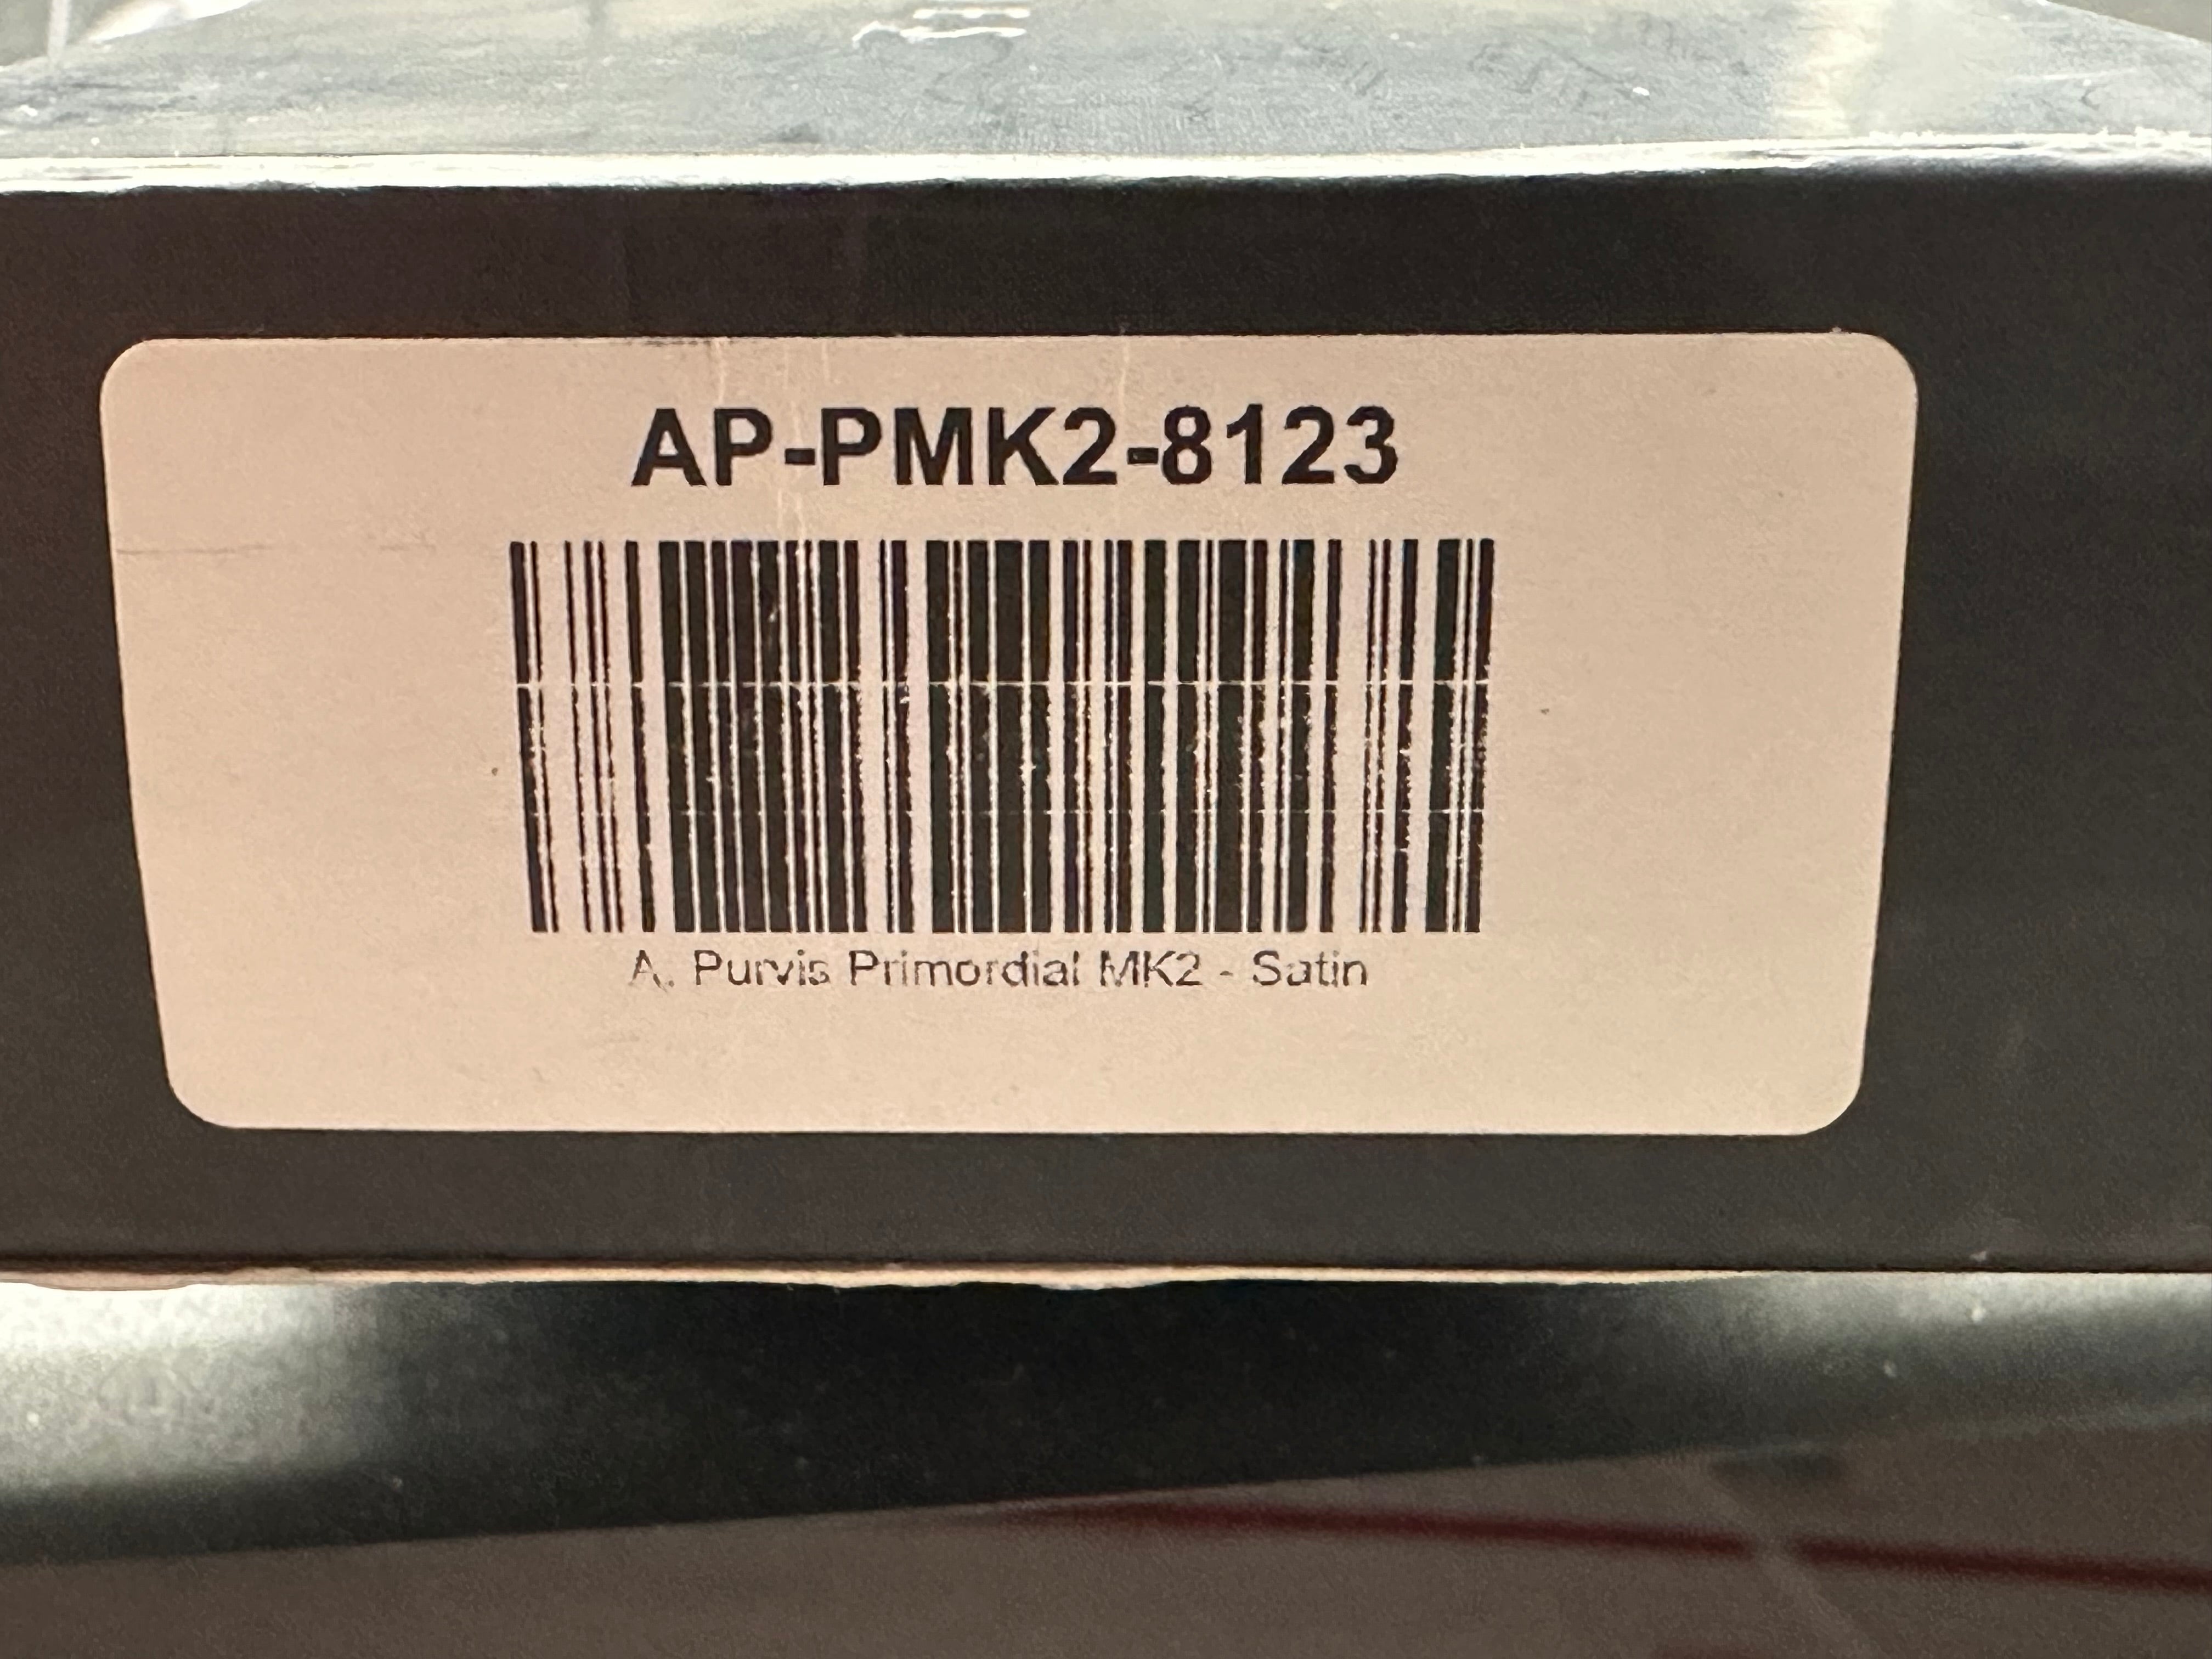 AP-PMK2-8123
A. Purvis Primordial MK2 - Satin